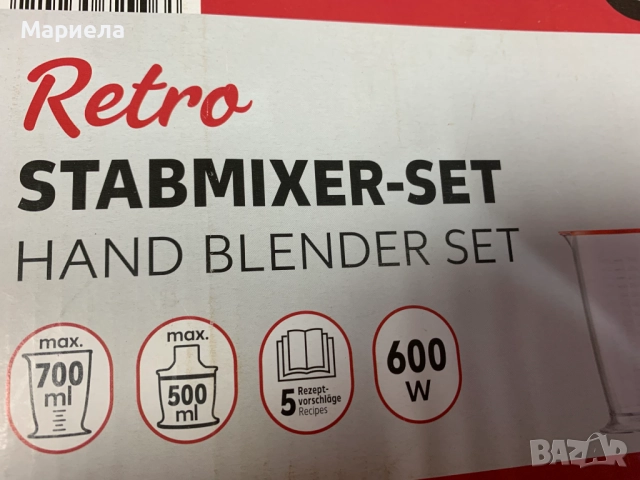 Мариела
Retro
STABMIXER-SET
HAND BLENDER SET
max.
700
ml
max.
500
ml
5 Rezept-
vorschläge
Recipes
600
W
BAZAR